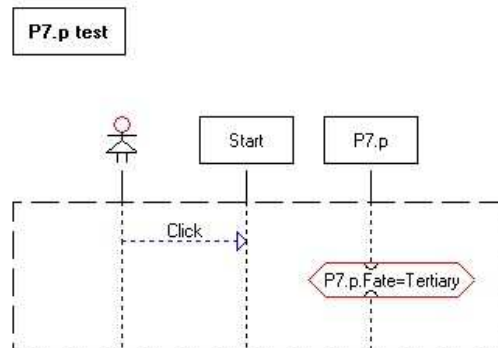 P7.p test
Start
P7.p
Click
P7.p.Fate=Tertiary